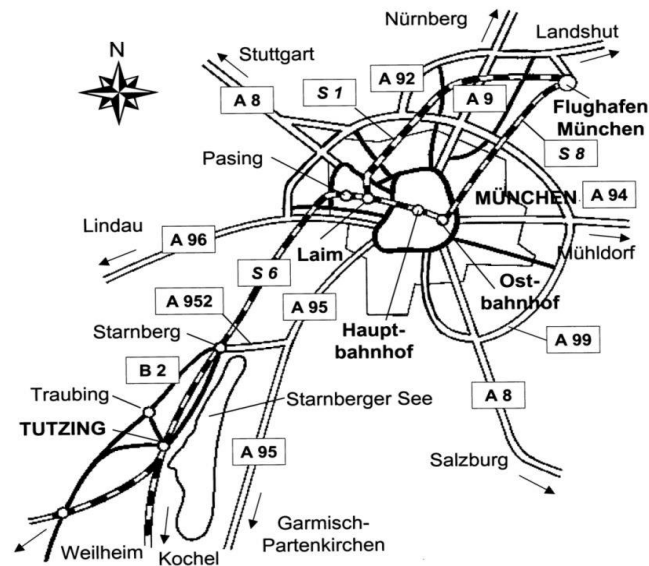 Nürnberg
Landshut
N
Stuttgart
A 92
S 1
A 9
A 8
Flughafen
München
S 8
Pasing
MÜNCHEN
A 94
Lindau
A 96
Laim
Mühldorf
S 6
Ost-
bahnhof
A 952
A 95
Haupt-
bahnhof
A 99
Starnberg
B 2
A 8
Traubing
Starnberger See
TUTZING
A 95
Salzburg
Garmisch-
Partenkirchen
Weilheim
Kochel